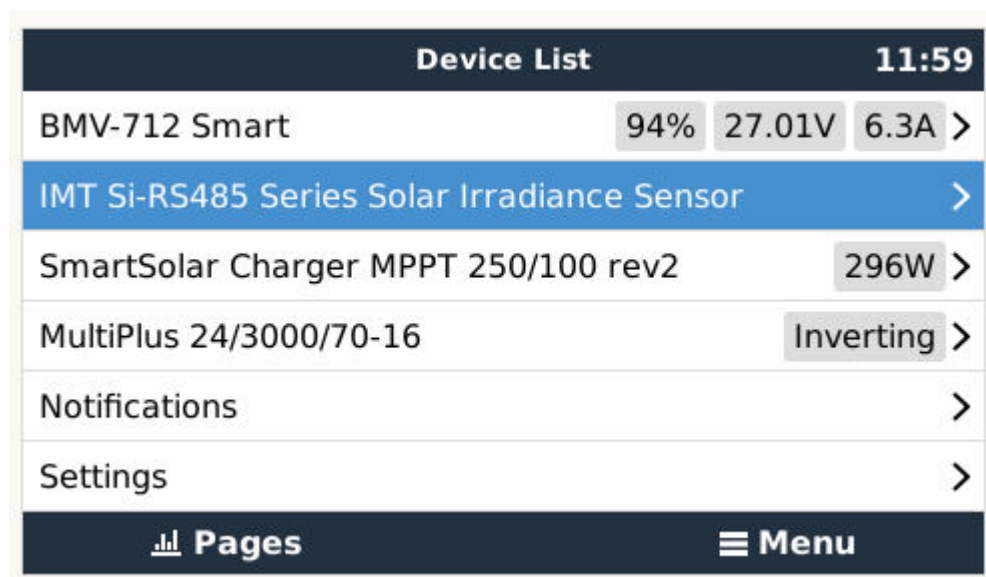 Device List 11:59
BMV-712 Smart 94% 27.01V 6.3A
IMT Si-RS485 Series Solar Irradiance Sensor
SmartSolar Charger MPPT 250/100 rev2 296W
MultiPlus 24/3000/70-16 Inverting
Notifications
Settings
Pages Menu